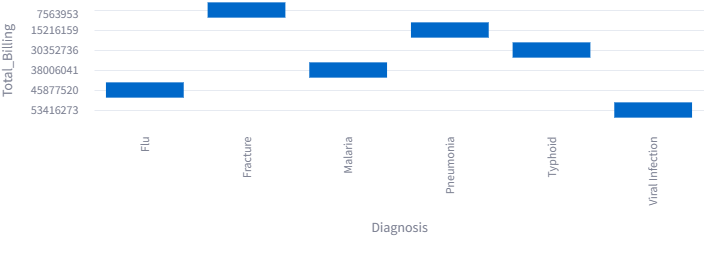 Total_Billing
7563953
15216159
30352736
38006041
45877520
53416273
Flu
Fracture
Malaria
Pneumonia
Typhoid
Viral Infection
Diagnosis